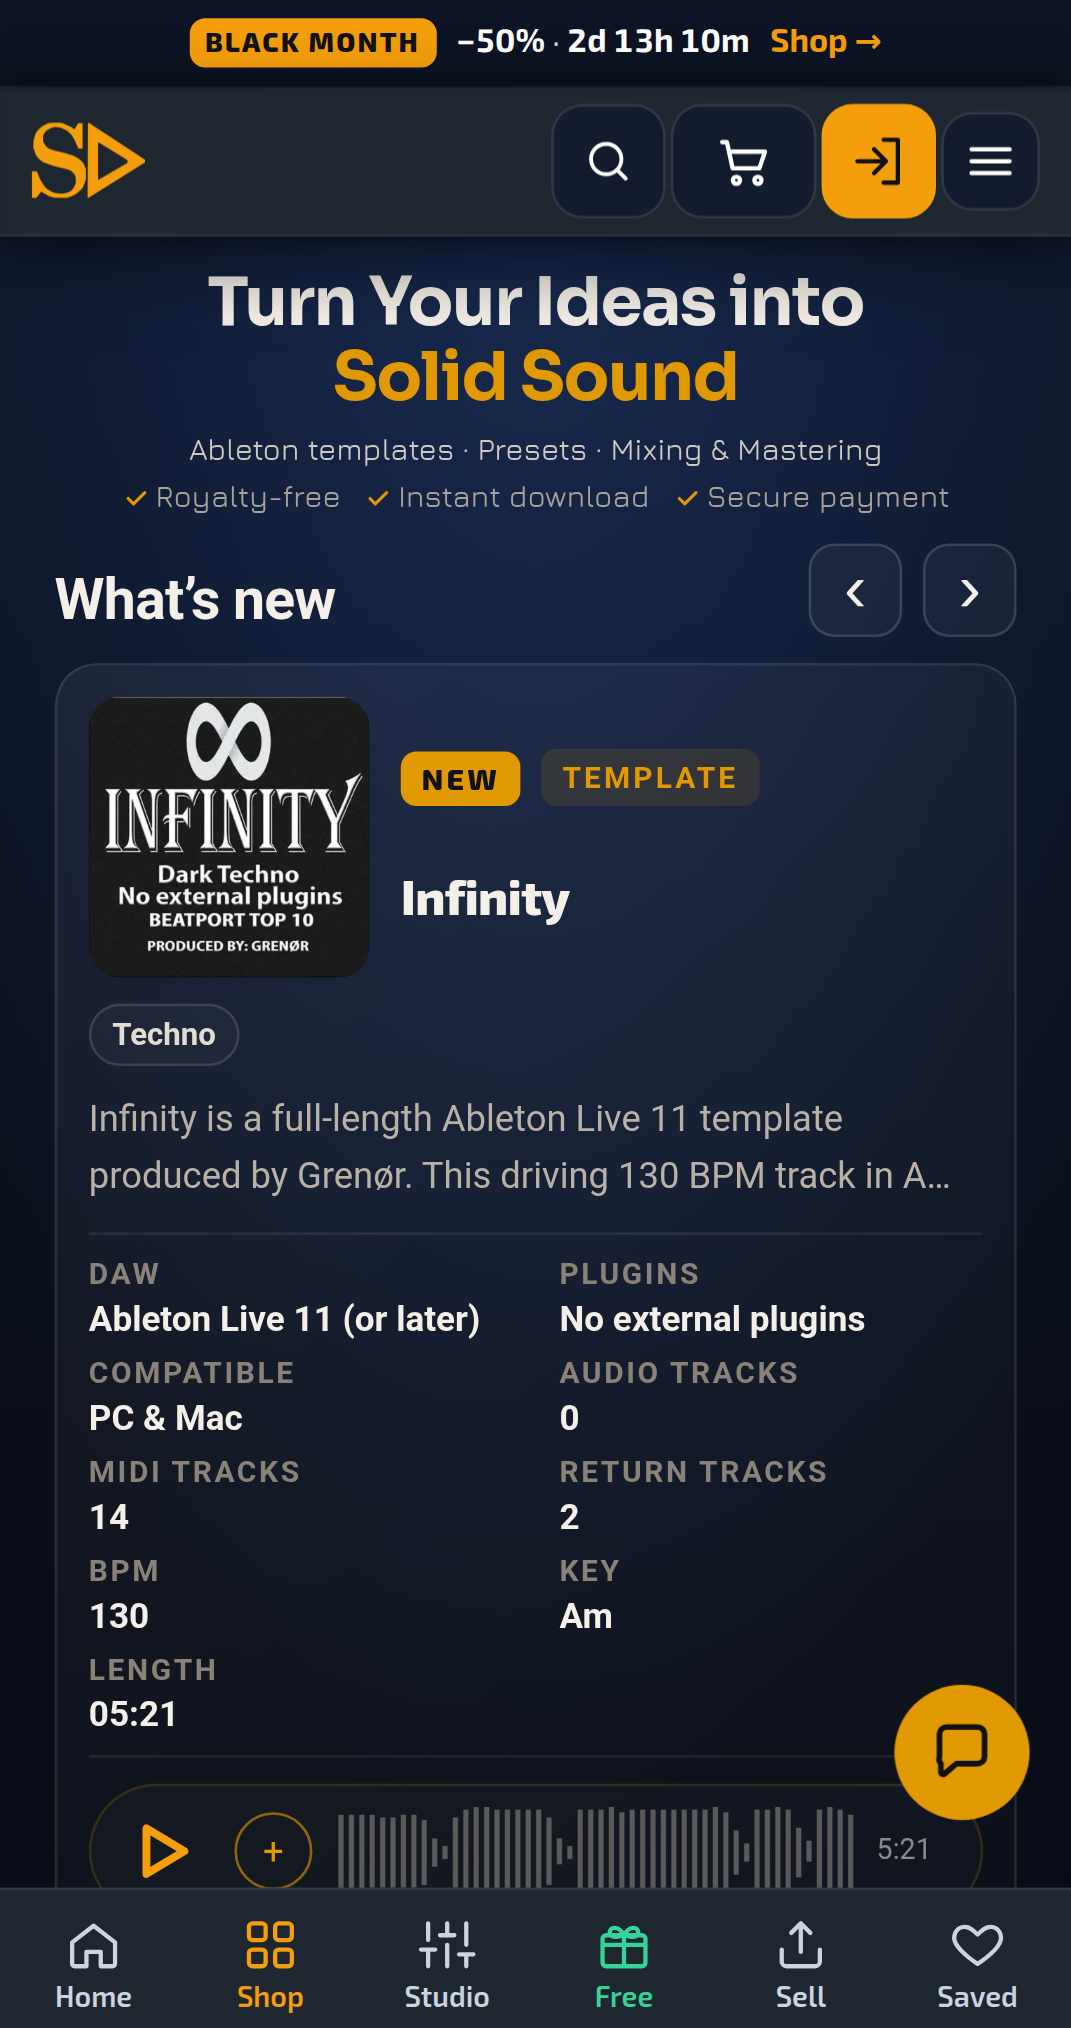 BLACK MONTH −50% · 2d 13h 10m Shop →
S
Turn Your Ideas into
Solid Sound
Ableton templates · Presets · Mixing & Mastering
✓ Royalty-free ✓ Instant download ✓ Secure payment
What’s new
INFINITY
Dark Techno
No external plugins
BEATPORT TOP 10
PRODUCED BY: GRENØR
NEW TEMPLATE
Infinity
Techno
Infinity is a full-length Ableton Live 11 template
produced by Grenør. This driving 130 BPM track in A...
DAW PLUGINS
Ableton Live 11 (or later) No external plugins
COMPATIBLE AUDIO TRACKS
PC & Mac 0
MIDI TRACKS RETURN TRACKS
14 2
BPM KEY
130 Am
LENGTH
05:21
5:21
Home Shop Studio Free Sell Saved